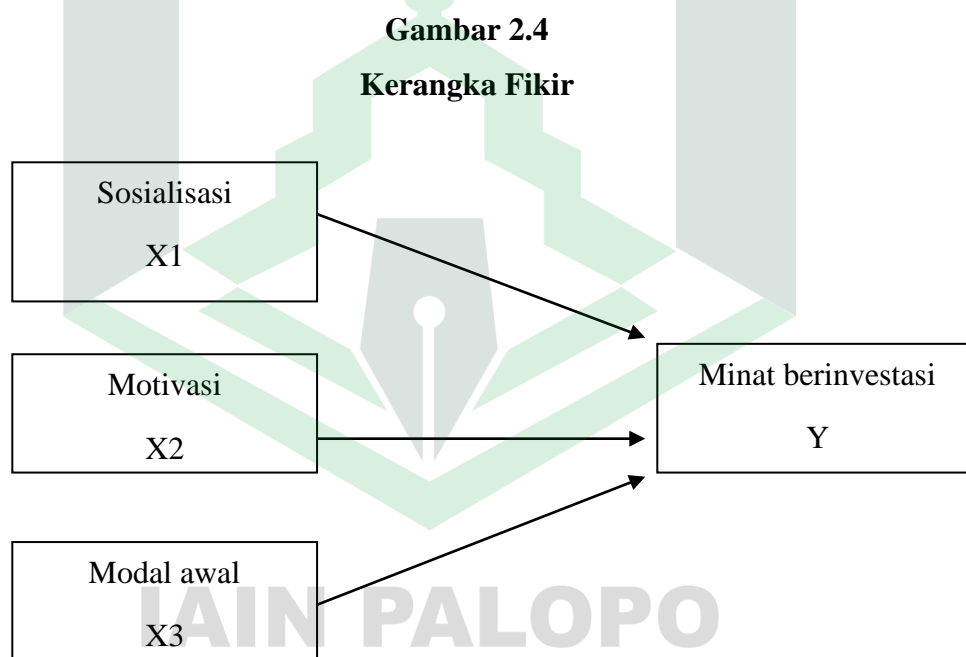 Gambar 2.4
Kerangka Fikir
Sosialisasi
X1
Motivasi
X2
Minat berinvestasi
Y
Modal awal
X3
IAIN PALOPO